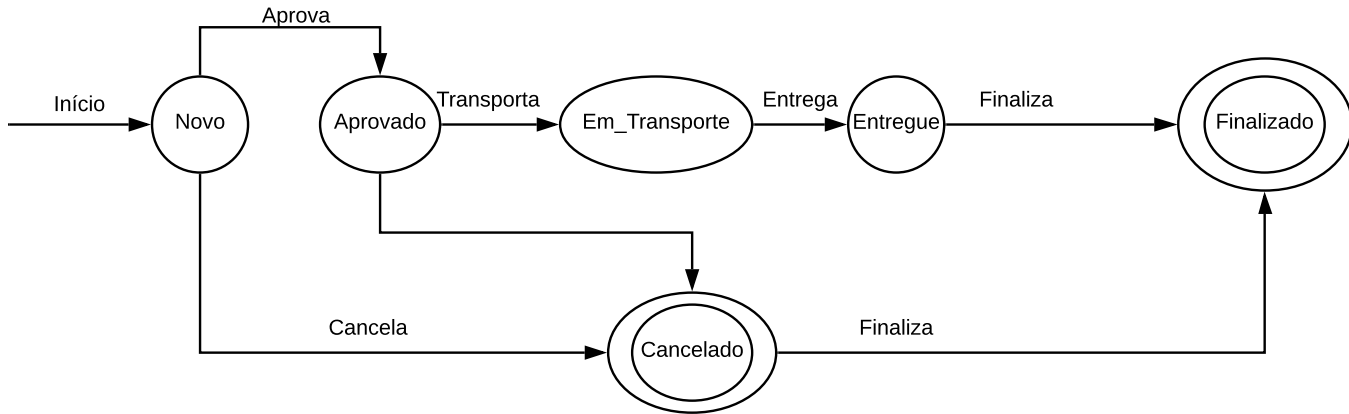 Aprova
Início
Novo
Aprovado
Transporta
Em_Transporte
Entrega
Entregue
Finaliza
Finalizado
Cancela
Cancelado
Finaliza